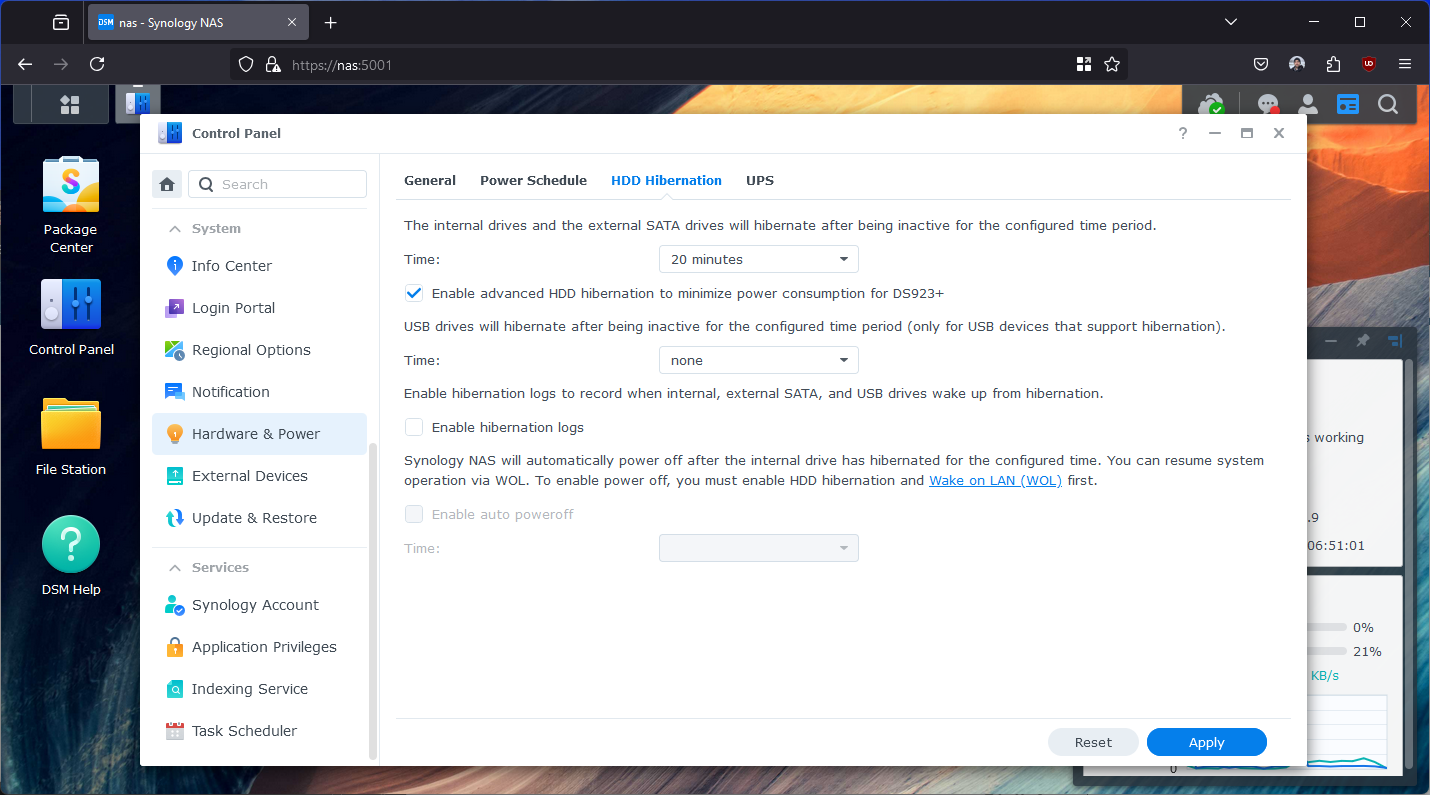 DSM nas - Synology NAS
https://nas:5001
Package
Center
Control Panel
File Station
?
DSM Help
Control Panel
?
Search
System
Info Center
Login Portal
Regional Options
Notification
Hardware & Power
External Devices
Update & Restore
Services
Synology Account
Application Privileges
Indexing Service
Task Scheduler
General Power Schedule HDD Hibernation UPS
The internal drives and the external SATA drives will hibernate after being inactive for the configured time period.
Time: 20 minutes
Enable advanced HDD hibernation to minimize power consumption for DS923+
USB drives will hibernate after being inactive for the configured time period (only for USB devices that support hibernation).
Time: none
Enable hibernation logs to record when internal, external SATA, and USB drives wake up from hibernation.
Enable hibernation logs
Synology NAS will automatically power off after the internal drive has hibernated for the configured time. You can resume system
operation via WOL. To enable power off, you must enable HDD hibernation and Wake on LAN (WOL) first.
Enable auto poweroff
Time:
Reset Apply
s working
.9
06:51:01
0%
21%
KB/s
0